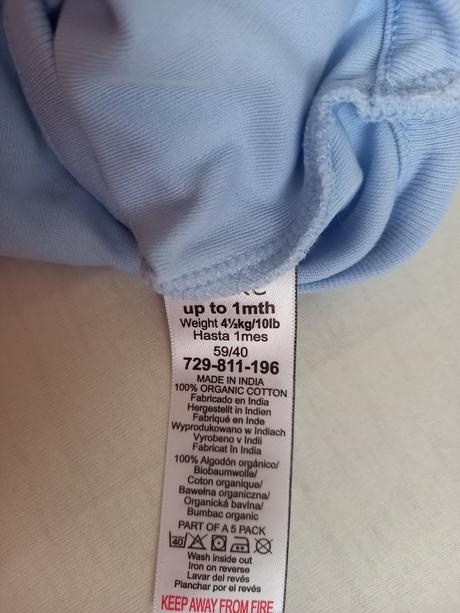 up to 1mth
Weight 4½kg/10lb
Hasta 1mes
59/40
729-811-196
MADE IN INDIA
100% ORGANIC COTTON
Fabricado en India
Hergestellt in Indien
Fabriqué en Inde
Wyprodukowano w Indiach
Vyrobeno v Indii
Fabricat în India
100% Algodón orgánico/
Biobaumwolle/
Coton organique/
Bawełna organiczna/
Organická bavlna/
Bumbac organic
PART OF A 5 PACK
40
Wash inside out
Iron on reverse
Lavar del revés
Planchar por el revés
KEEP AWAY FROM FIRE